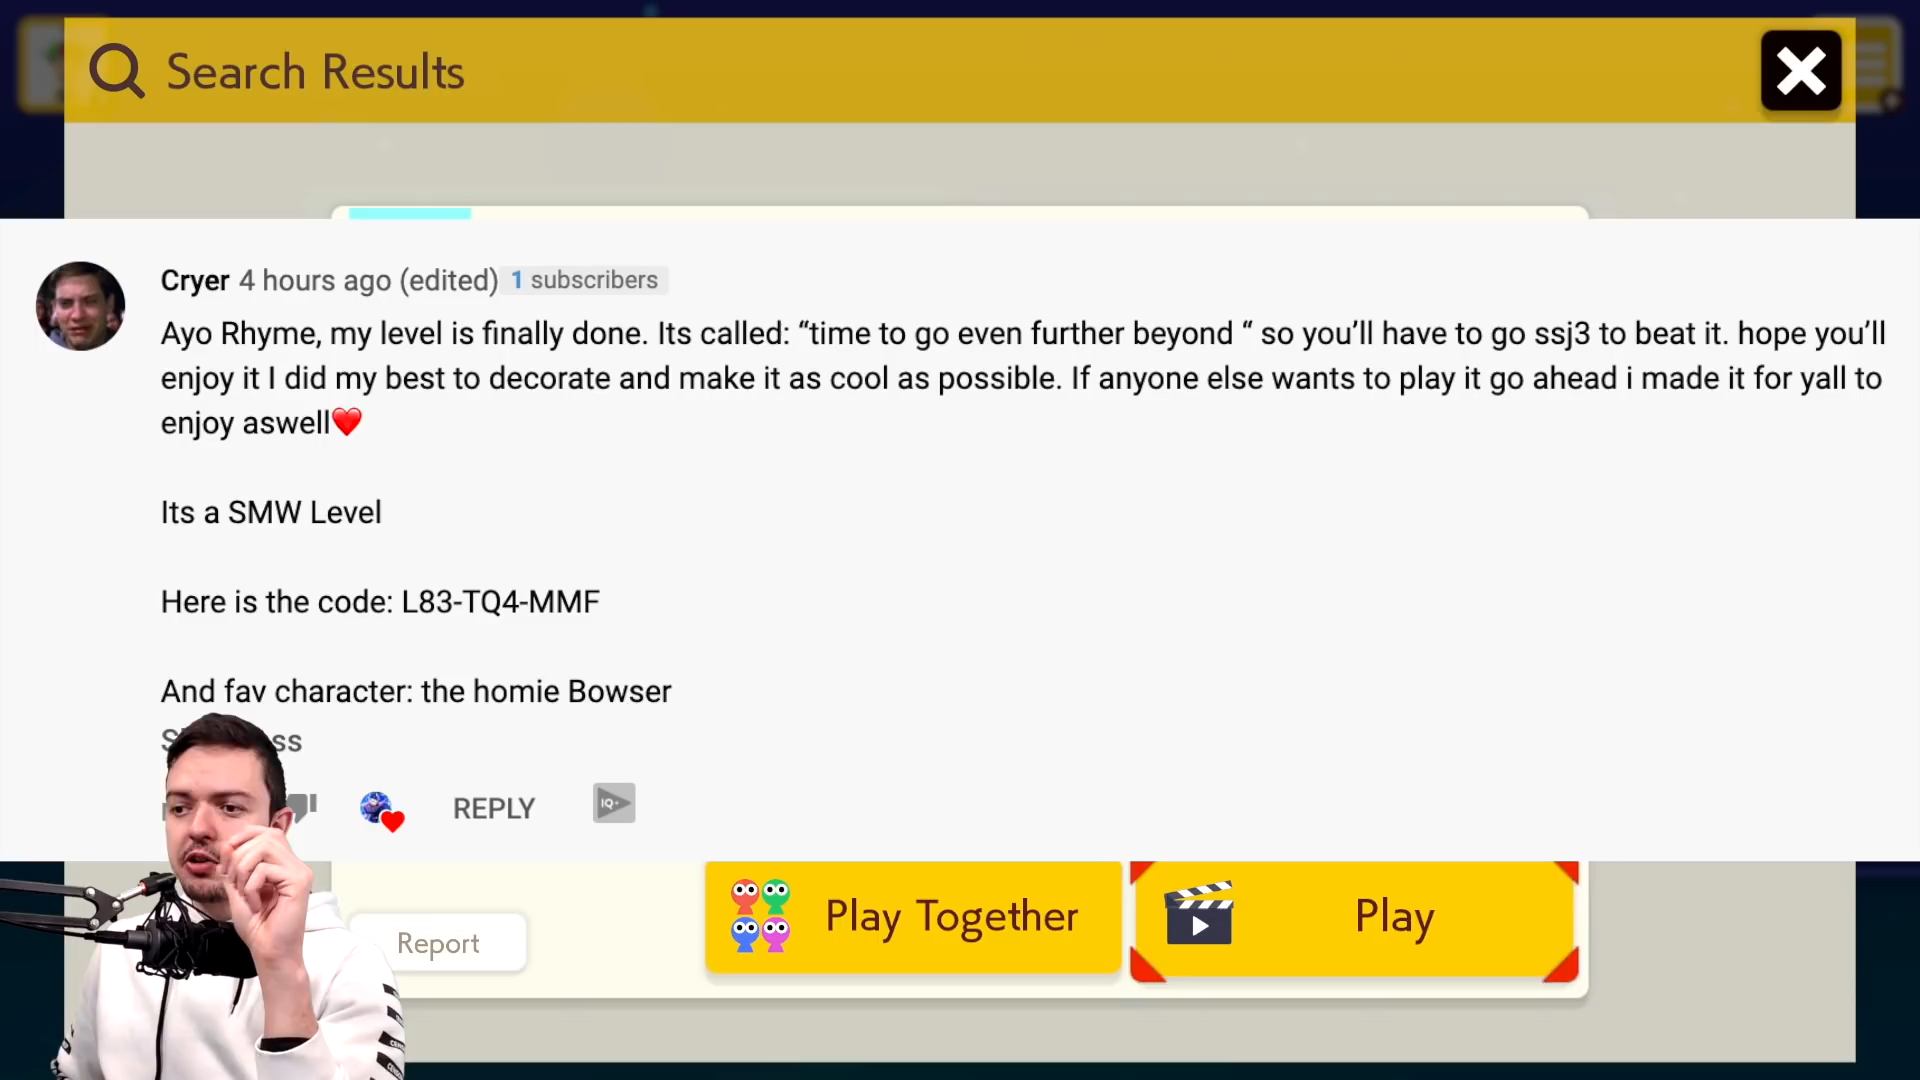 Search Results
Cryer 4 hours ago (edited) 1 subscribers
Ayo Rhyme, my level is finally done. Its called: “time to go even further beyond “ so you’ll have to go ssj3 to beat it. hope you’ll
enjoy it I did my best to decorate and make it as cool as possible. If anyone else wants to play it go ahead i made it for yall to
enjoy aswell❤️
Its a SMW Level
Here is the code: L83-TQ4-MMF
And fav character: the homie Bowser
REPLY
IQ+
Play Together
Play
Report